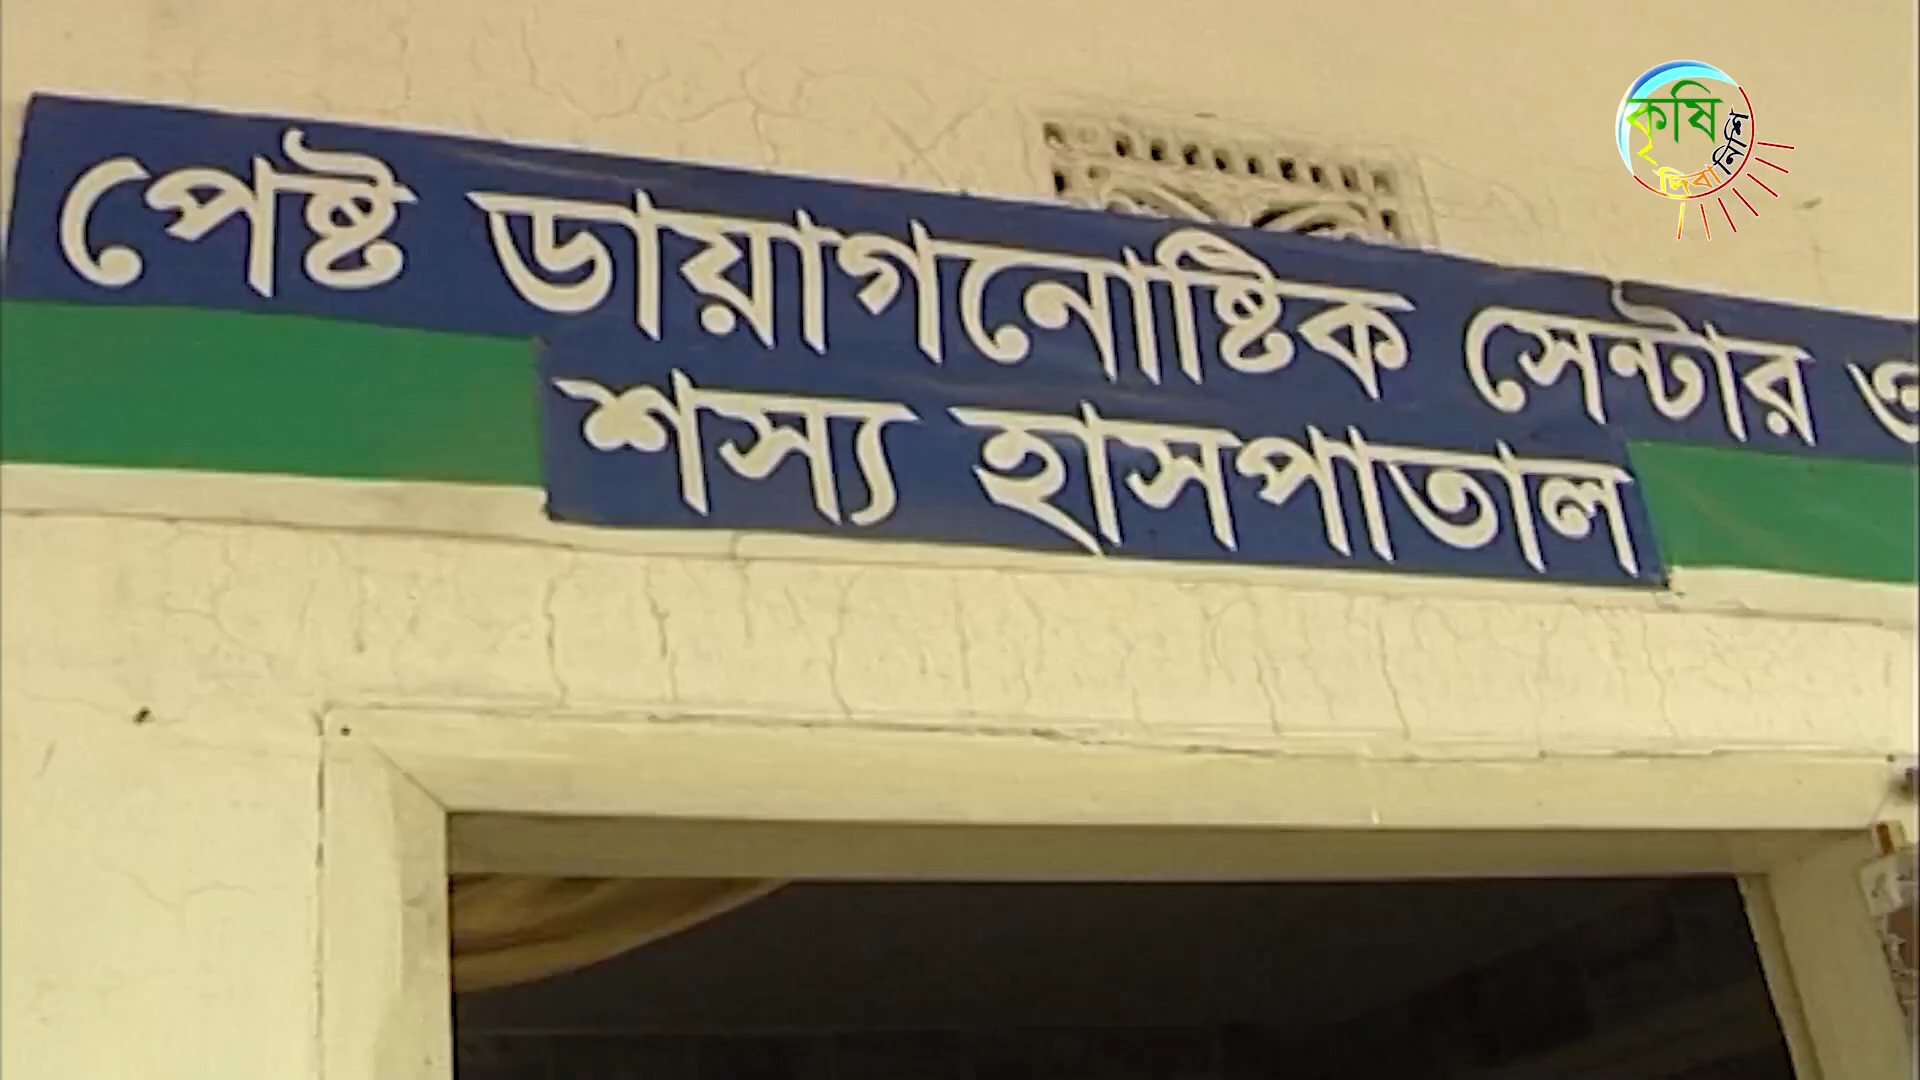 পেষ্ট ডায়াগনোষ্টিক সেন্টার ও
শস্য হাসপাতাল
কৃষি
দিবানিশি